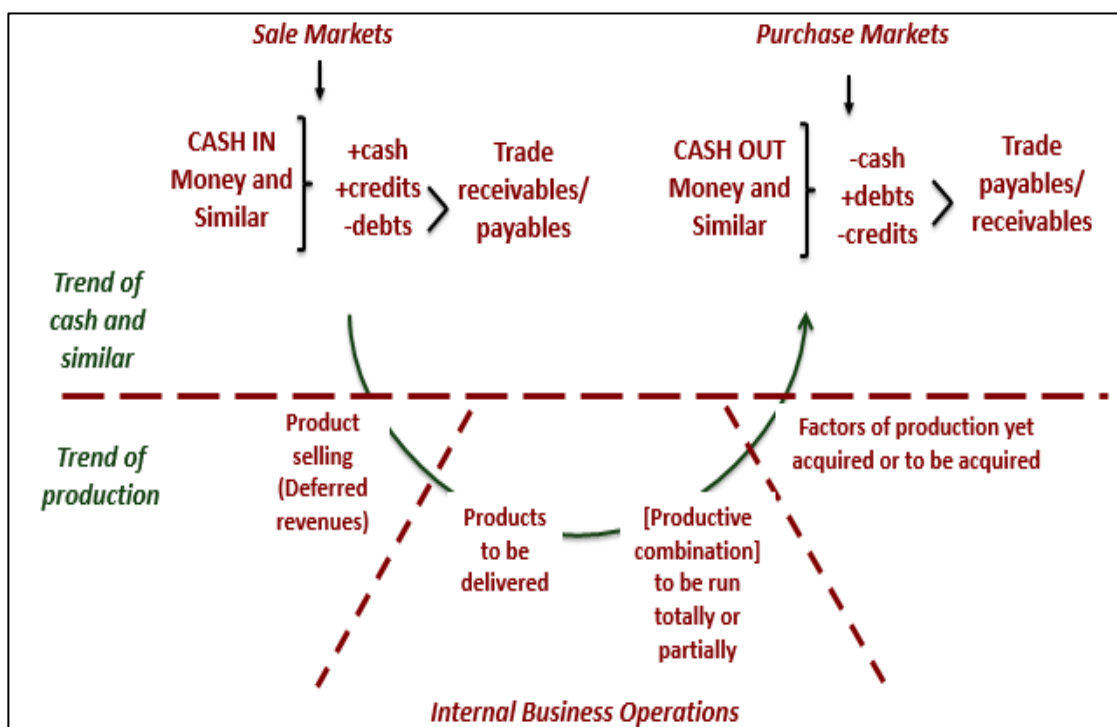 Sale Markets
Purchase Markets
CASH IN
Money and
Similar
+cash
+credits
-debts
Trade
receivables/
payables
CASH OUT
Money and
Similar
-cash
+debts
-credits
Trade
payables/
receivables
Trend of
cash and
similar
Trend of
production
Product
selling
(Deferred
revenues)
Products
to be
delivered
[Productive
combination]
to be run
totally or
partially
Factors of production yet
acquired or to be acquired
Internal Business Operations